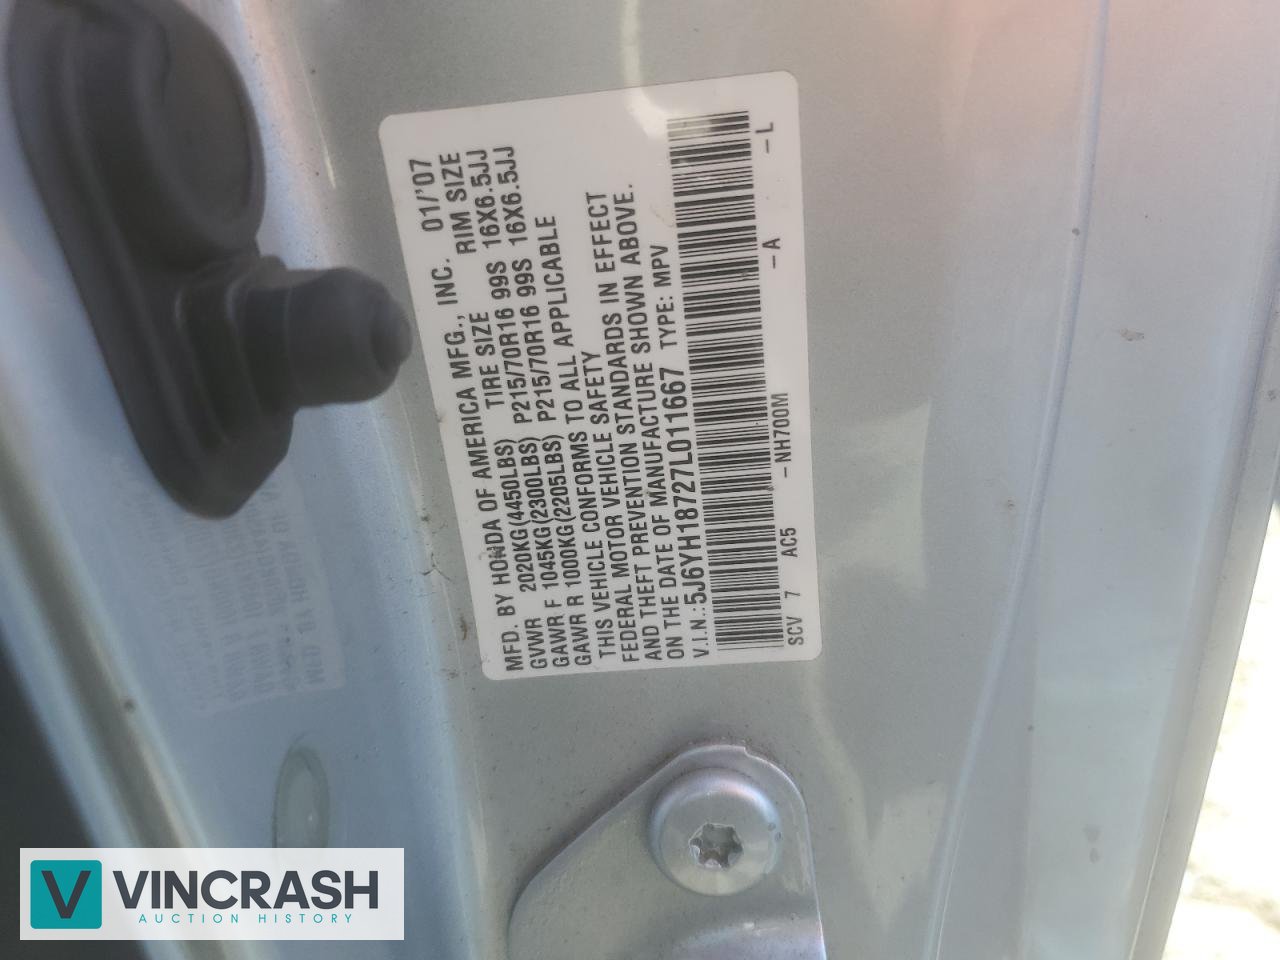 MFD. BY HONDA OF AMERICA MFG., INC. 01/'07
GVWR 2020KG(4450LBS) TIRE SIZE RIM SIZE
GAWR F 1045KG(2300LBS) P215/70R16 99S 16X6.5JJ
GAWR R 1000KG(2205LBS) P215/70R16 99S 16X6.5JJ
THIS VEHICLE CONFORMS TO ALL APPLICABLE
FEDERAL MOTOR VEHICLE SAFETY
AND THEFT PREVENTION STANDARDS IN EFFECT
ON THE DATE OF MANUFACTURE SHOWN ABOVE.
V.I.N.:5J6YH18727L011667 TYPE: MPV
SCV 7 AC5 -NH700M -A -L
VINCRASH
AUCTION HISTORY